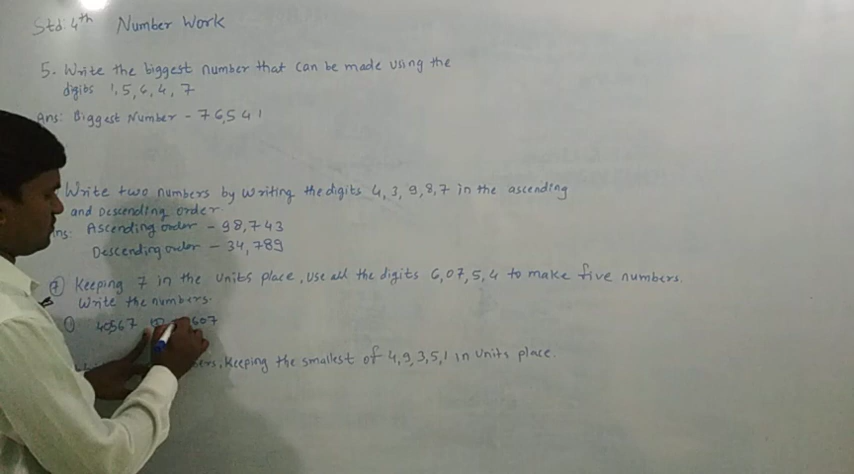 Std. 4th Number Work
5. Write the biggest number that can be made using the
digits 1,5,6,4,7
Ans: Biggest Number - 76,541
Write two numbers by writing the digits 4, 3, 9, 8, 7 in the ascending
and Descending order
ns: Ascending order - 98,743
Descending order - 34,789
7 Keeping 7 in the units place, use all the digits 6,07,5,4 to make five numbers.
Write the numbers.
1 40567 607
ers, Keeping the smallest of 4,9,3,5,1 in units place.